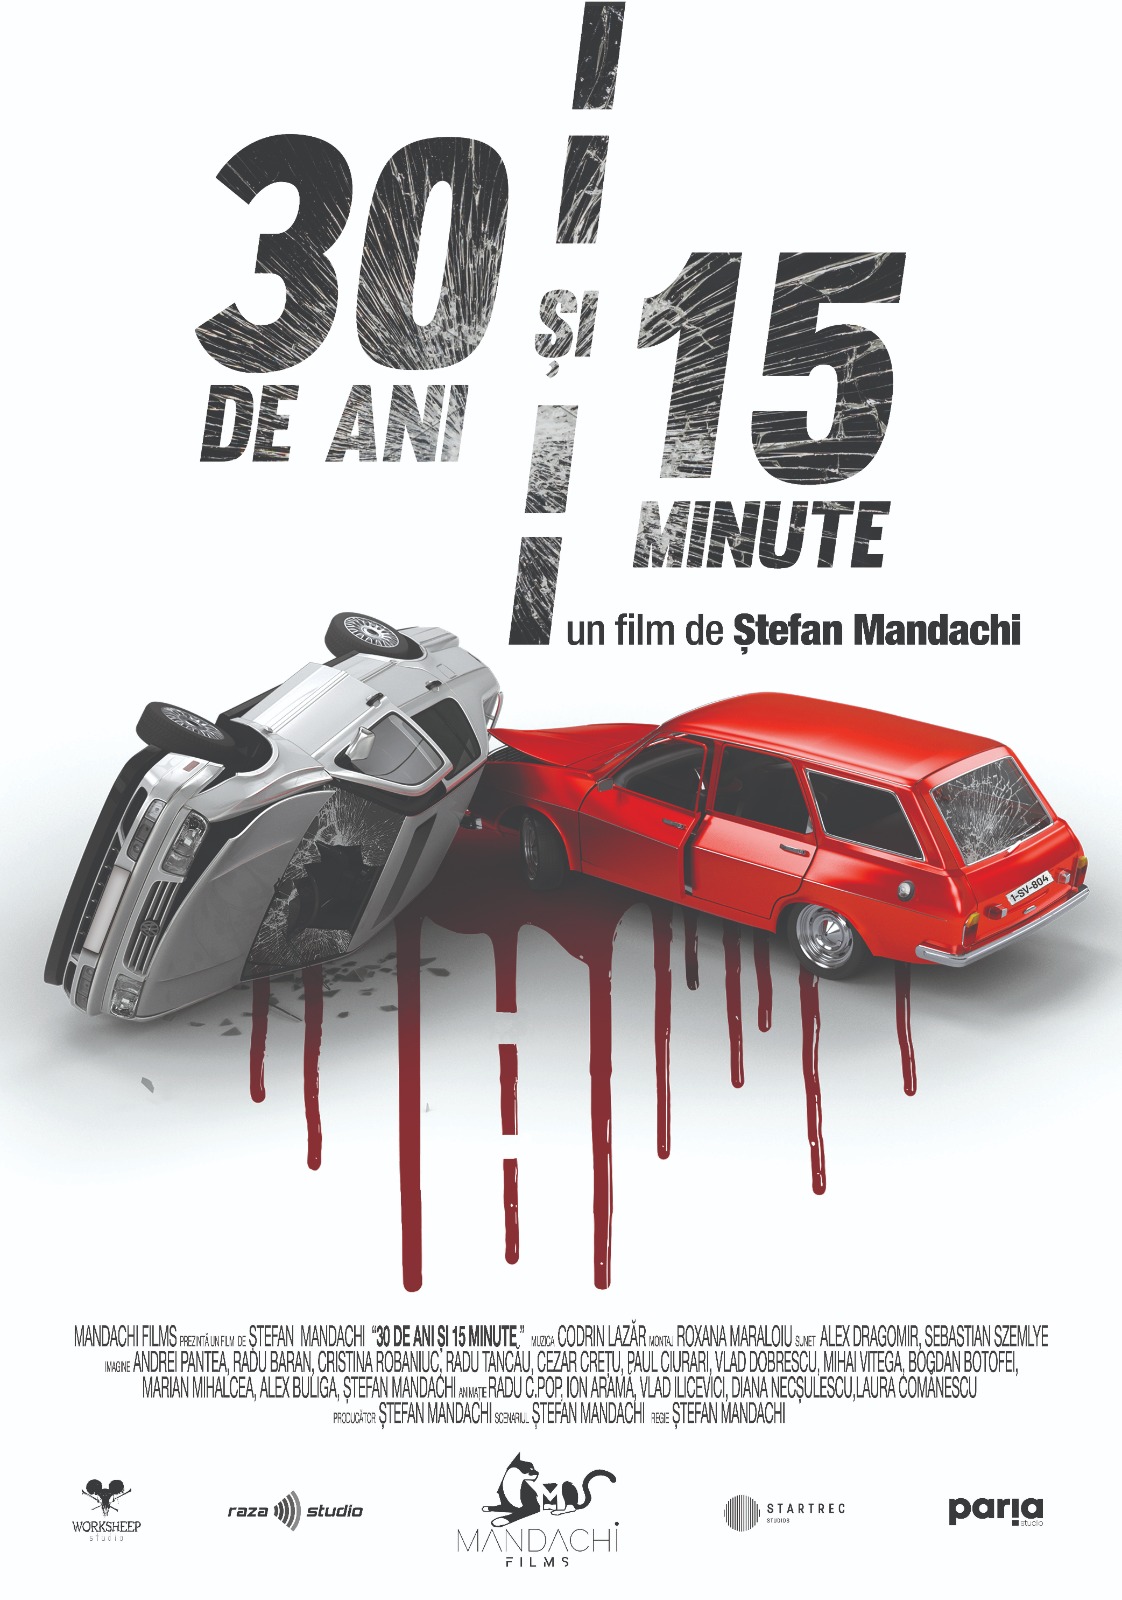 30
DE ANI
ȘI
15
MINUTE
un film de Ștefan Mandachi
1-SV-804
MANDACHI FILMS PREZINTĂ UN FILM DE ȘTEFAN MANDACHI “30 DE ANI ȘI 15 MINUTE” MUZICA CODRIN LAZĂR MONTAJ ROXANA MARALOIU SUNET ALEX DRAGOMIR, SEBASTIAN SZEMLYE
IMAGINE ANDREI PANTEA, RADU BARAN, CRISTINA ROBANIUC, RADU TANCĂU, CEZAR CREȚU, PAUL CIURARI, VLAD DOBRESCU, MIHAI VITEGA, BOGDAN BOTOFEI,
MARIAN MIHALCEA, ALEX BULIGA, ȘTEFAN MANDACHI ANIMAȚIE RADU C.POP, ION ARAMĂ, VLAD ILICEVICI, DIANA NECȘULESCU,LAURA COMĂNESCU
PRODUCĂTOR ȘTEFAN MANDACHI SCENARIUL ȘTEFAN MANDACHI REGIE ȘTEFAN MANDACHI
WORKSHEEP
studio
raza studio
MANDACHI
FILMS
STARTREC
STUDIOS
paria
studio